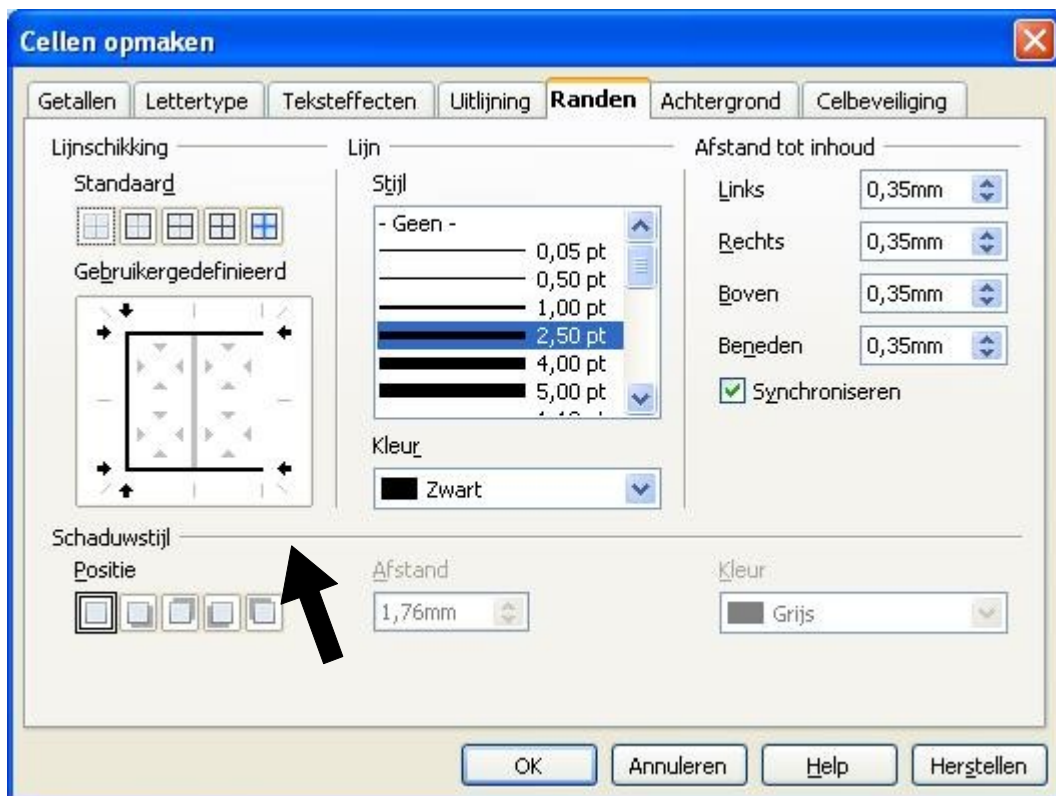 Cellen opmaken
Getallen Lettertype Teksteffecten Uitlijning Randen Achtergrond Celbeveiliging
Lijnschikking
Standaard
Gebruikergedefinieerd
Lijn
Stijl
- Geen -
0,05 pt
0,50 pt
1,00 pt
2,50 pt
4,00 pt
5,00 pt
Kleur
Zwart
Afstand tot inhoud
Links 0,35mm
Rechts 0,35mm
Boven 0,35mm
Beneden 0,35mm
Synchroniseren
Schaduwstijl
Positie
Afstand
1,76mm
Kleur
Grijs
OK Annuleren Help Herstellen